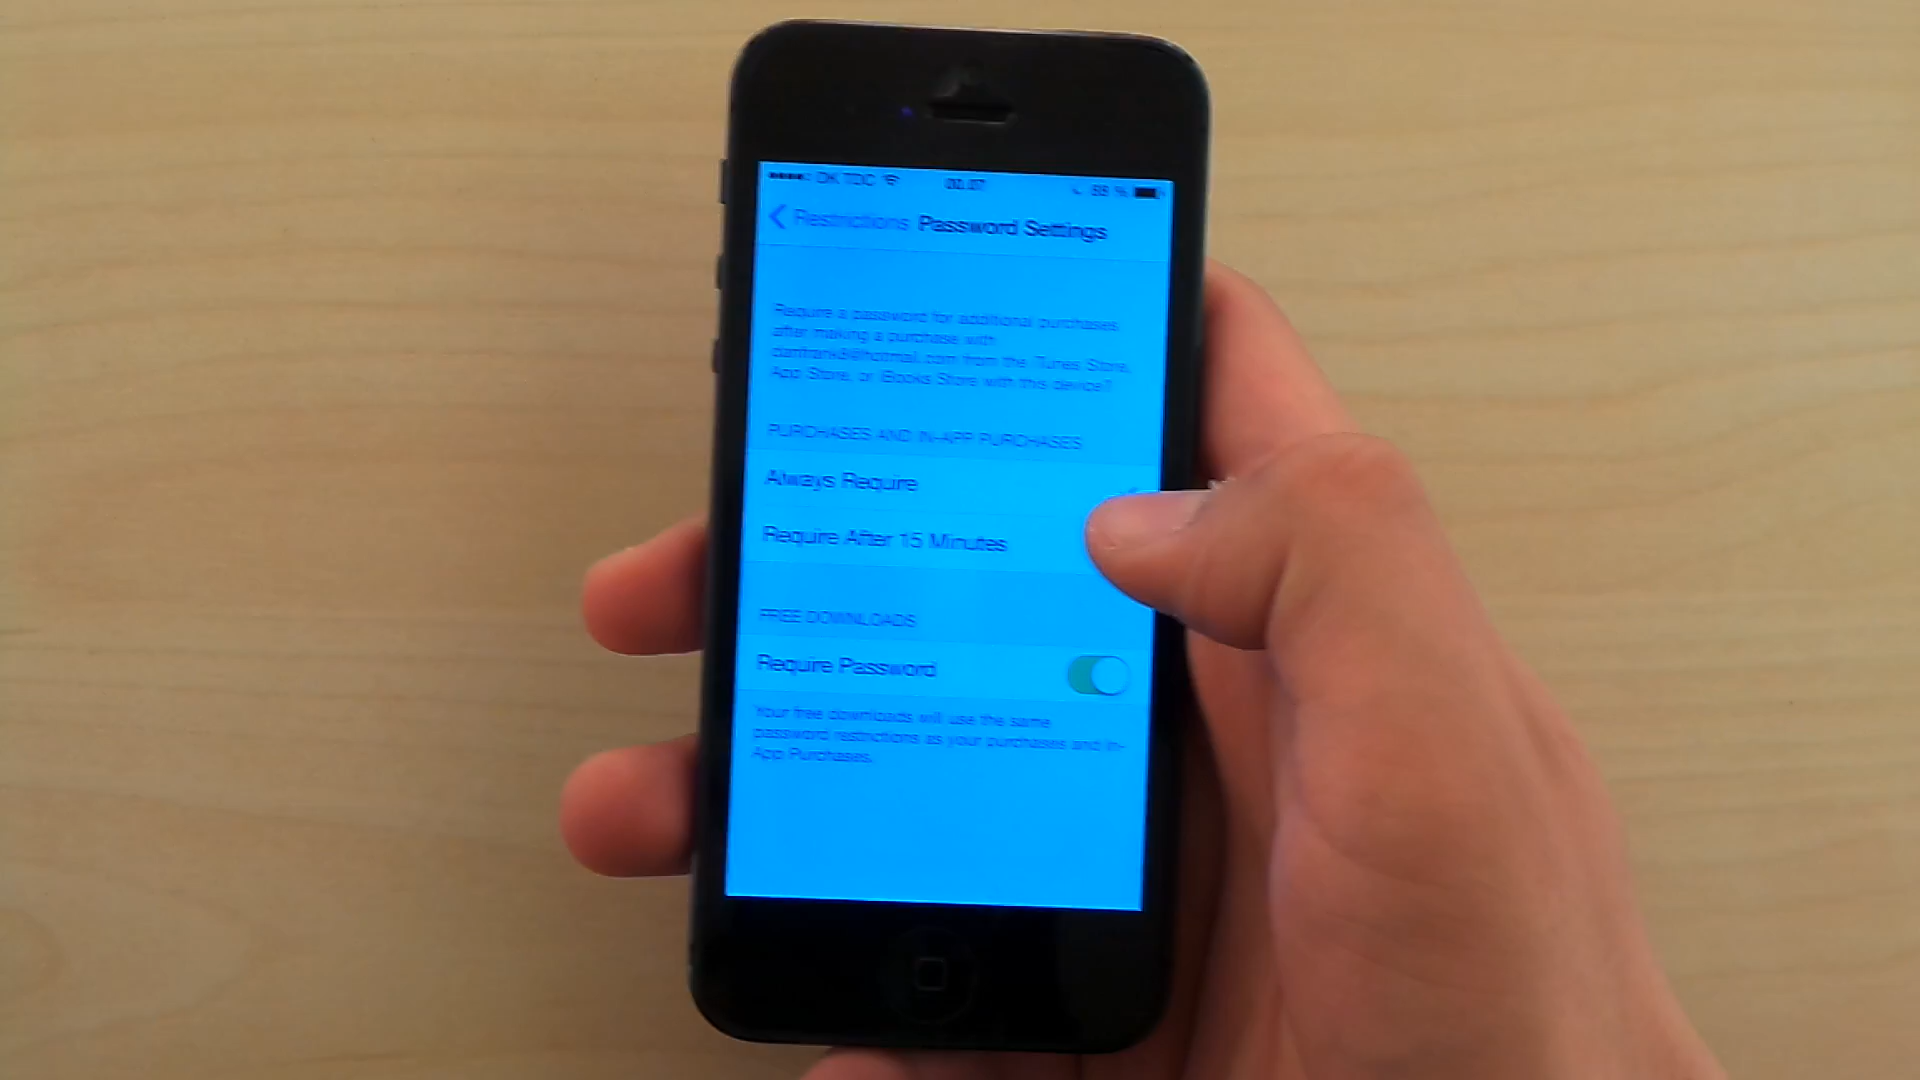 DK TDC 00.07 88 %
Restrictions Password Settings
Require a password for additional purchases
after making a purchase with
from the iTunes Store,
App Store, or iBooks Store with this device?
PURCHASES AND IN-APP PURCHASES
Always Require
Require After 15 Minutes
FREE DOWNLOADS
Require Password
Your free downloads will use the same
password restrictions as your purchases and In-
App Purchases.